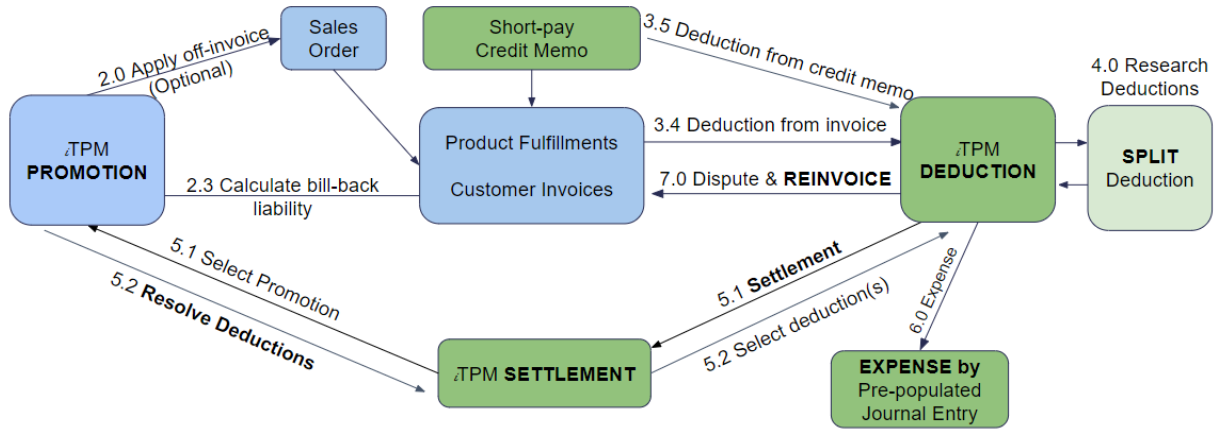 2.0 Apply off-invoice
(Optional)
Sales
Order
Short-pay
Credit Memo
3.5 Deduction from credit memo
4.0 Research
Deductions
iTPM
PROMOTION
Product Fulfillments
Customer Invoices
3.4 Deduction from invoice
iTPM
DEDUCTION
SPLIT
Deduction
2.3 Calculate bill-back
liability
7.0 Dispute & REINVOICE
5.1 Select Promotion
5.2 Resolve Deductions
5.1 Settlement
5.2 Select deduction(s)
6.0 Expense
iTPM SETTLEMENT
EXPENSE by
Pre-populated
Journal Entry